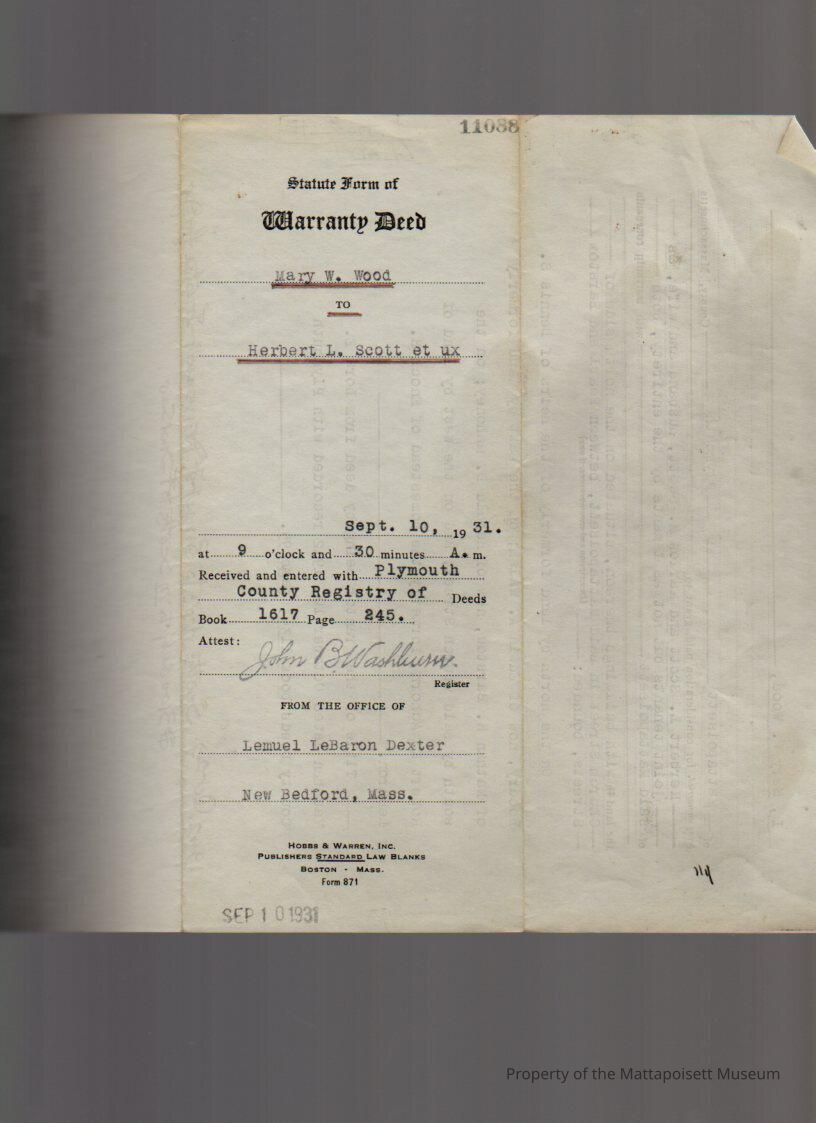 11038
Statute Form of
Warranty Deed
Mary W. Wood
TO
Herbert L. Scott et ux
Sept. 10, 19 31.
at 9 o'clock and 30 minutes A. m.
Received and entered with Plymouth
County Registry of Deeds
Book 1617 Page 245.
Attest:
John B Washburn.
Register
FROM THE OFFICE OF
Lemuel LeBaron Dexter
New Bedford, Mass.
HOBBS & WARREN, INC.
PUBLISHERS STANDARD LAW BLANKS
BOSTON - MASS.
Form 871
SEP 10 1931
Property of the Mattapoisett Museum